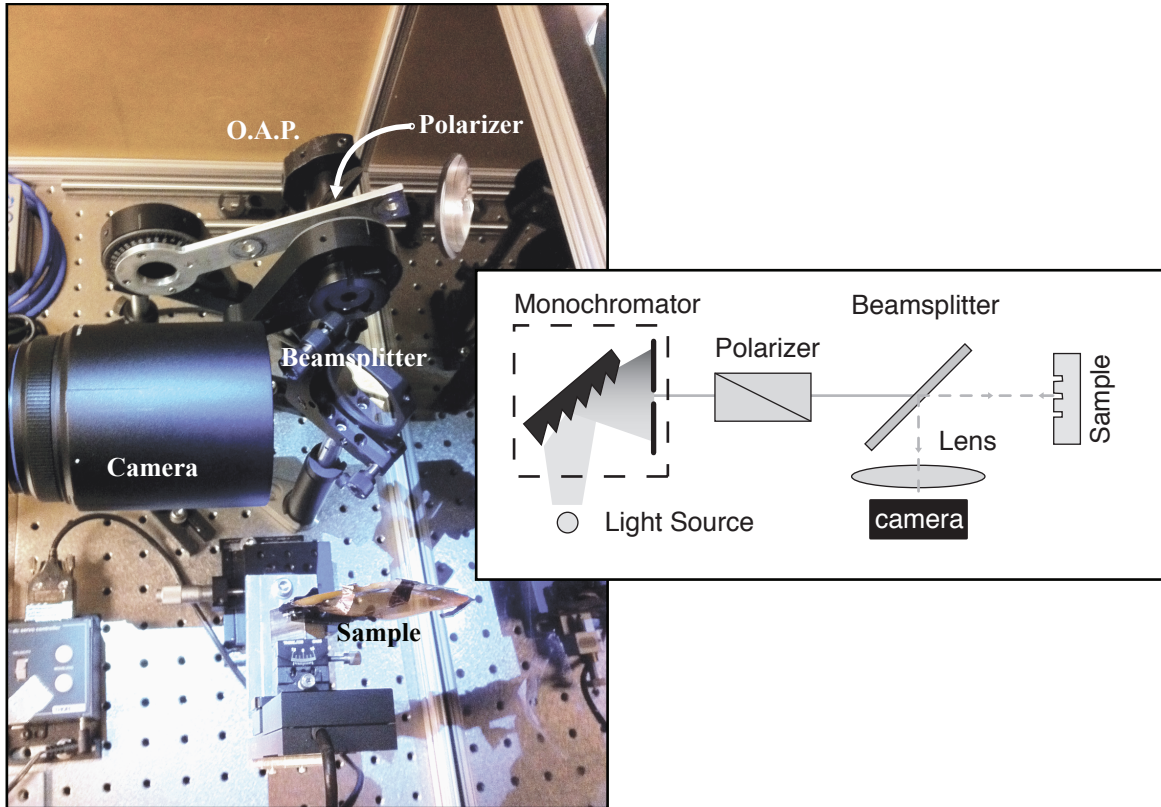 O.A.P.
Polarizer
Beamsplitter
Camera
Sample
Monochromator
Beamsplitter
Polarizer
Sample
Lens
camera
Light Source